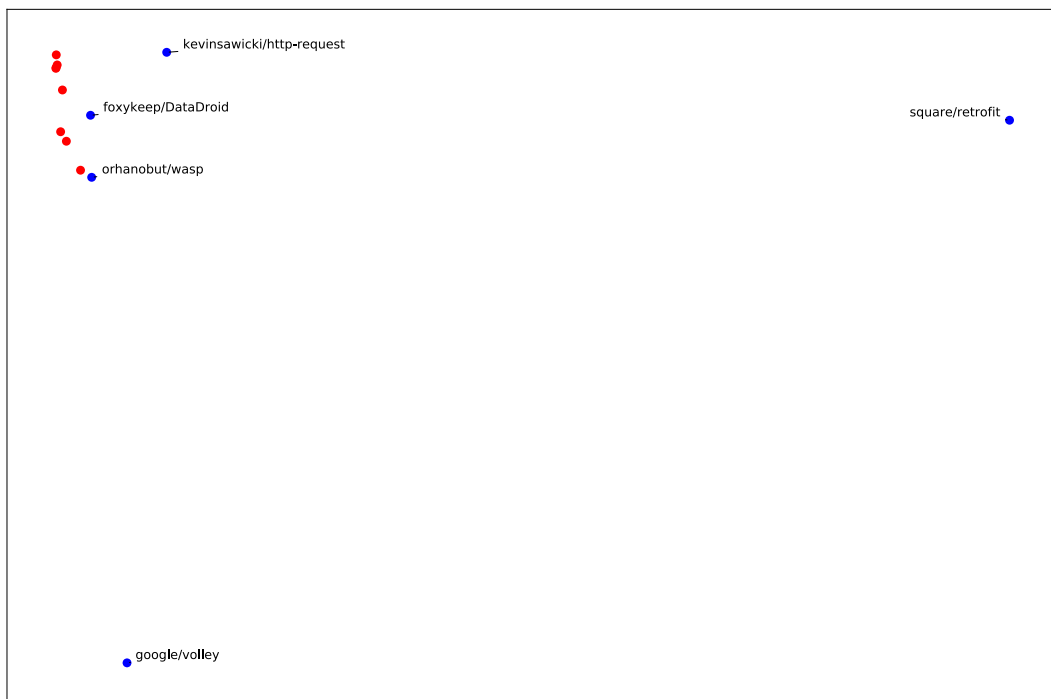 kevinsawicki/http-request
foxykeep/DataDroid
square/retrofit
orhanobut/wasp
google/volley